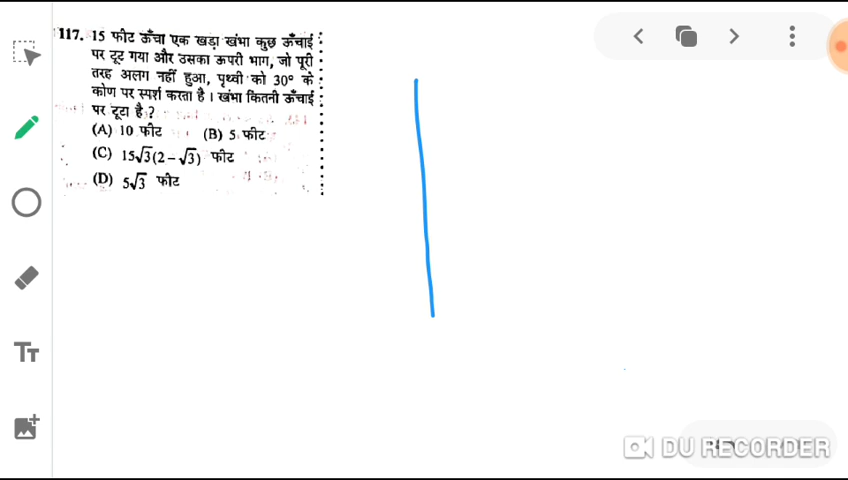 117. 15 फीट ऊँचा एक खड़ा खंभा कुछ ऊँचाई
पर टूट गया और उसका ऊपरी भाग, जो पूरी
तरह अलग नहीं हुआ, पृथ्वी को 30° के
कोण पर स्पर्श करता है। खंभा कितनी ऊँचाई
पर टूटा है?
(A) 10 फीट (B) 5 फीट
(C) 15√3(2 – √3) फीट
(D) 5√3 फीट
Tт
DU RECORDER